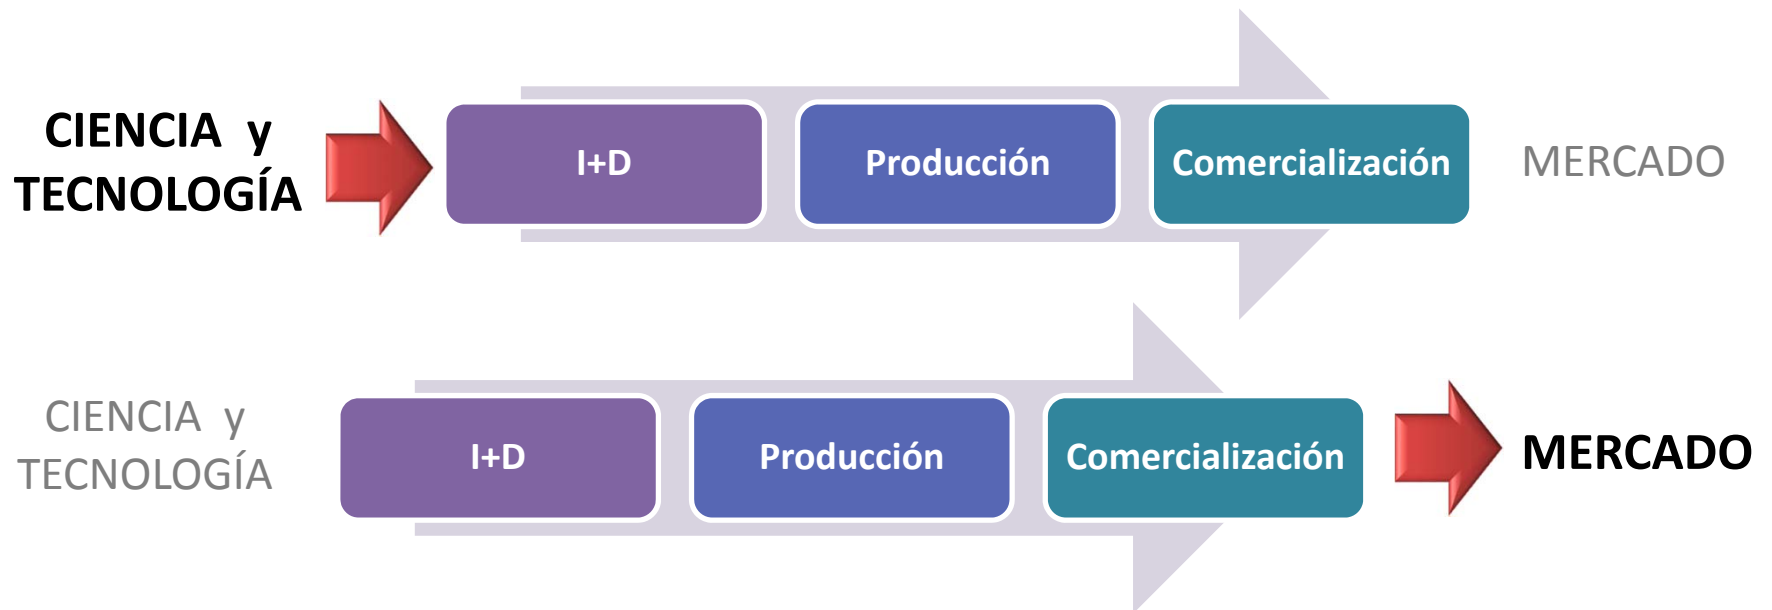 CIENCIA y
TECNOLOGÍA
I+D
Producción
Comercialización
MERCADO
CIENCIA y
TECNOLOGÍA
I+D
Producción
Comercialización
MERCADO